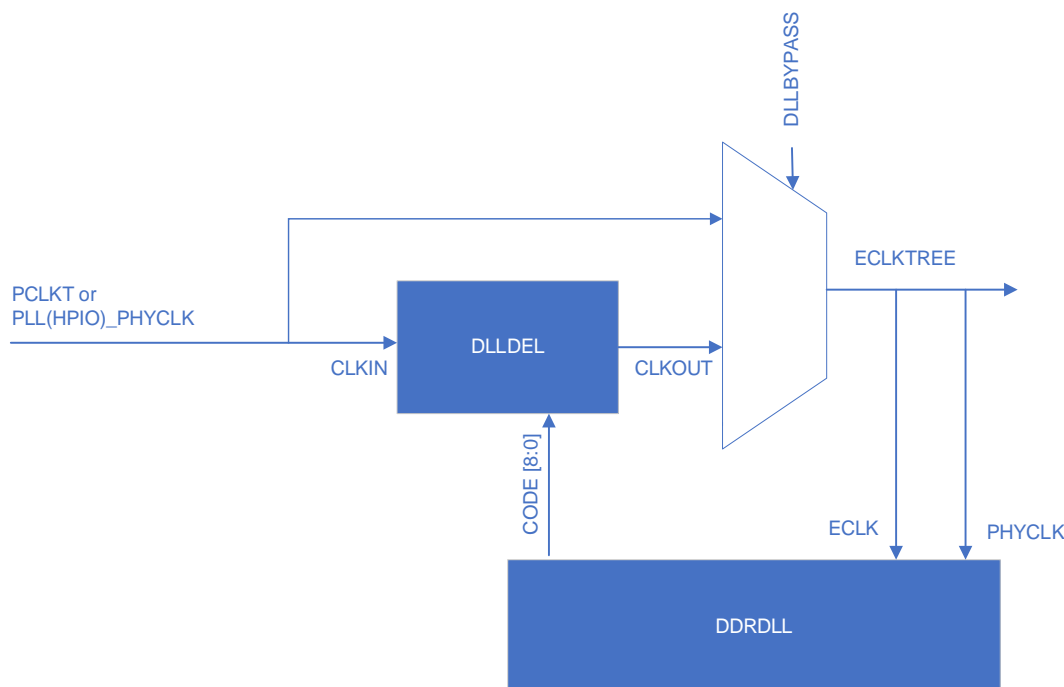 DLLBYPASS
ECLKTREE
PCLKT or
PLL(HPIO)_PHYCLK
DLLDEL
CLKIN
CLKOUT
CODE [8:0]
ECLK
PHYCLK
DDRDLL